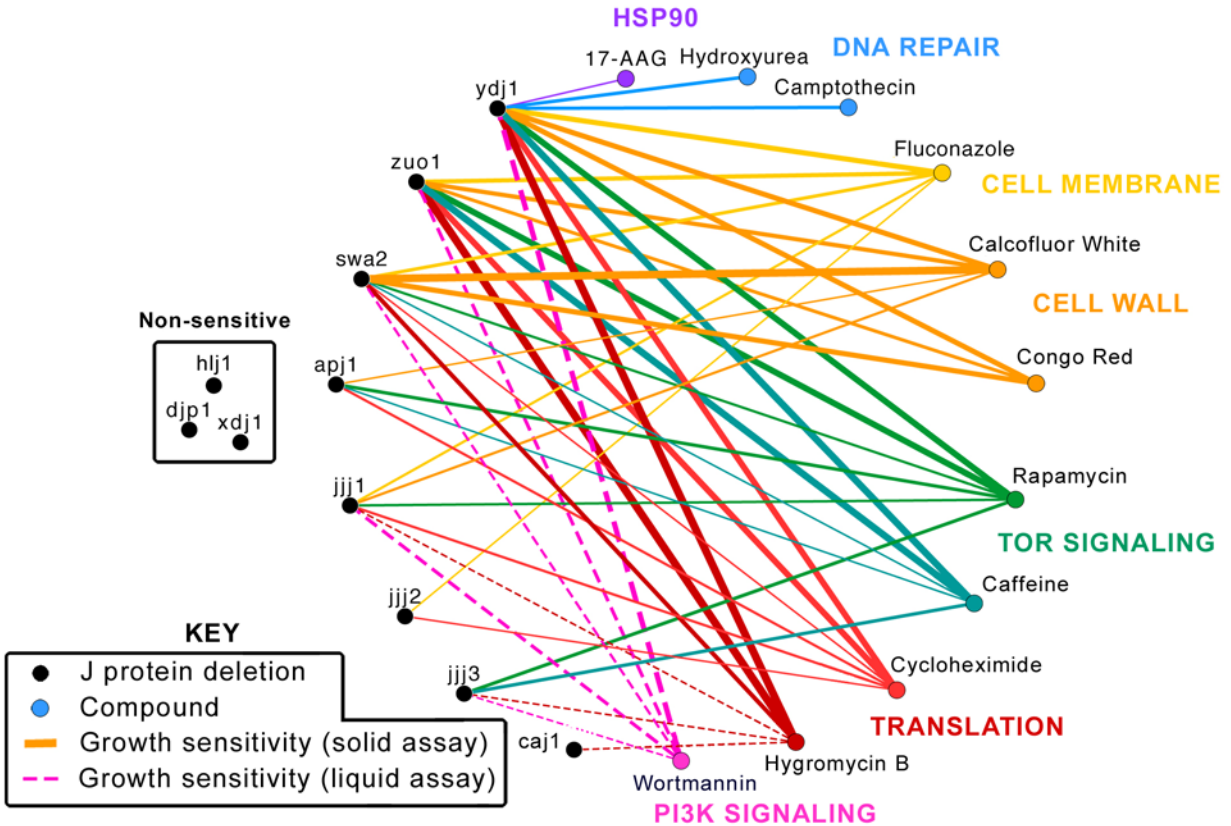 HSP90
17-AAG
Hydroxyurea
DNA REPAIR
Camptothecin
ydj1
zuo1
Fluconazole
CELL MEMBRANE
swa2
Calcofluor White
CELL WALL
Non-sensitive
hlj1
djp1
xdj1
apj1
Congo Red
jjj1
Rapamycin
TOR SIGNALING
jjj2
Caffeine
KEY
J protein deletion
Compound
Growth sensitivity (solid assay)
Growth sensitivity (liquid assay)
jjj3
Cycloheximide
TRANSLATION
caj1
Hygromycin B
Wortmannin
PI3K SIGNALING